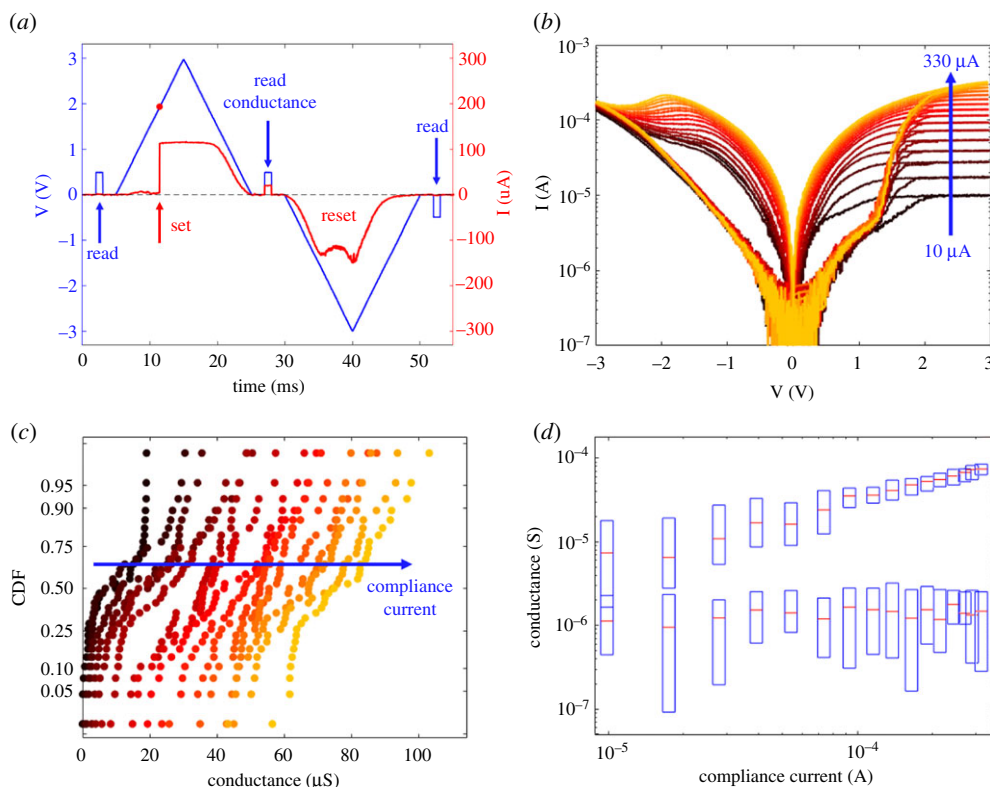 (a)
3
2
1
0
−1
−2
−3
V (V)
300
200
100
0
−100
−200
−300
I (uA)
read
conductance
read
read
set
reset
0
10
20
30
40
50
time (ms)
(b)
10⁻³
10⁻⁴
10⁻⁵
10⁻⁶
10⁻⁷
I (A)
330 µA
10 µA
−3
−2
−1
0
1
2
3
V (V)
(c)
0.95
0.90
0.75
0.50
0.25
0.10
0.05
CDF
compliance
current
0
20
40
60
80
100
conductance (µS)
(d)
10⁻⁴
10⁻⁵
10⁻⁶
10⁻⁷
conductance (S)
10⁻⁵
10⁻⁴
compliance current (A)